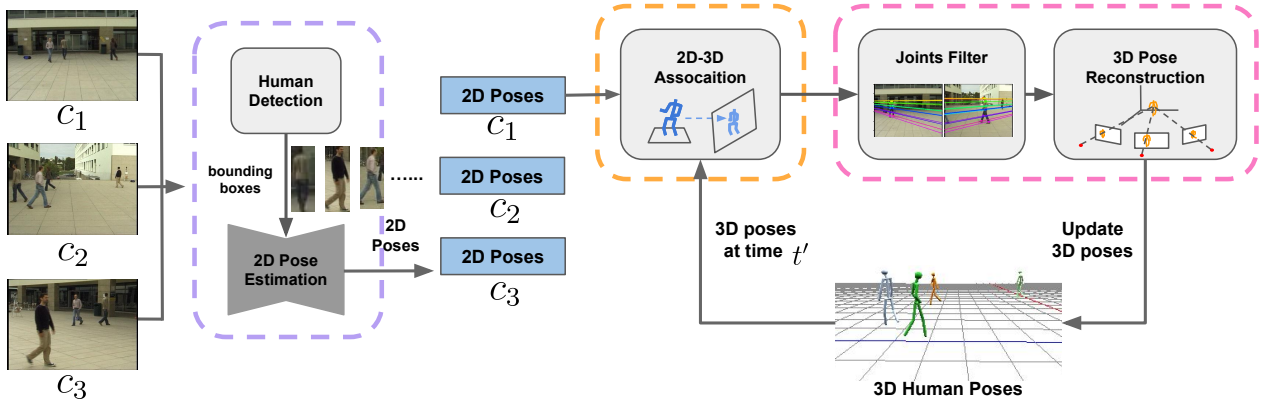 c1
c2
c3
Human
Detection
bounding
boxes
......
2D Pose
Estimation
2D
Poses
2D Poses
c1
2D Poses
c2
2D Poses
c3
2D-3D
Assocaition
Joints Filter
3D Pose
Reconstruction
3D poses
at time t′
Update
3D poses
3D Human Poses